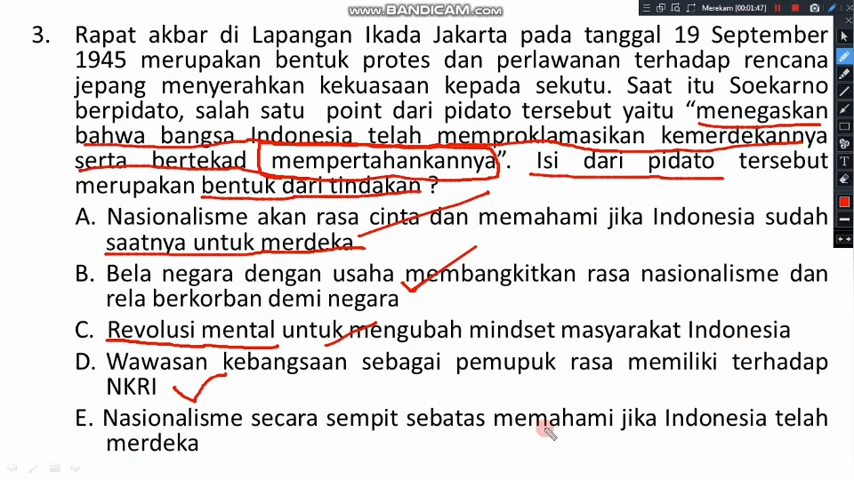 WWW.BANDICAM.COM
Merekam [00:01:47]
3. Rapat akbar di Lapangan Ikada Jakarta pada tanggal 19 September
1945 merupakan bentuk protes dan perlawanan terhadap rencana
jepang menyerahkan kekuasaan kepada sekutu. Saat itu Soekarno
berpidato, salah satu point dari pidato tersebut yaitu “menegaskan
bahwa bangsa Indonesia telah memproklamasikan kemerdekannya
serta bertekad mempertahankannya”. Isi dari pidato tersebut
merupakan bentuk dari tindakan ?
A. Nasionalisme akan rasa cinta dan memahami jika Indonesia sudah
saatnya untuk merdeka
B. Bela negara dengan usaha membangkitkan rasa nasionalisme dan
rela berkorban demi negara
C. Revolusi mental untuk mengubah mindset masyarakat Indonesia
D. Wawasan kebangsaan sebagai pemupuk rasa memiliki terhadap
NKRI
E. Nasionalisme secara sempit sebatas memahami jika Indonesia telah
merdeka